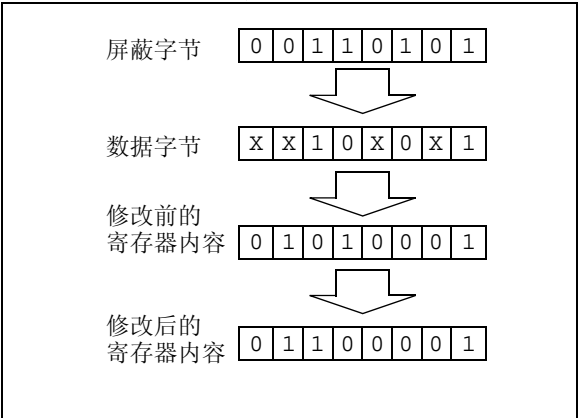 屏蔽字节 0 0 1 1 0 1 0 1
数据字节 X X 1 0 X 0 X 1
修改前的
寄存器内容 0 1 0 1 0 0 0 1
修改后的
寄存器内容 0 1 1 0 0 0 0 1